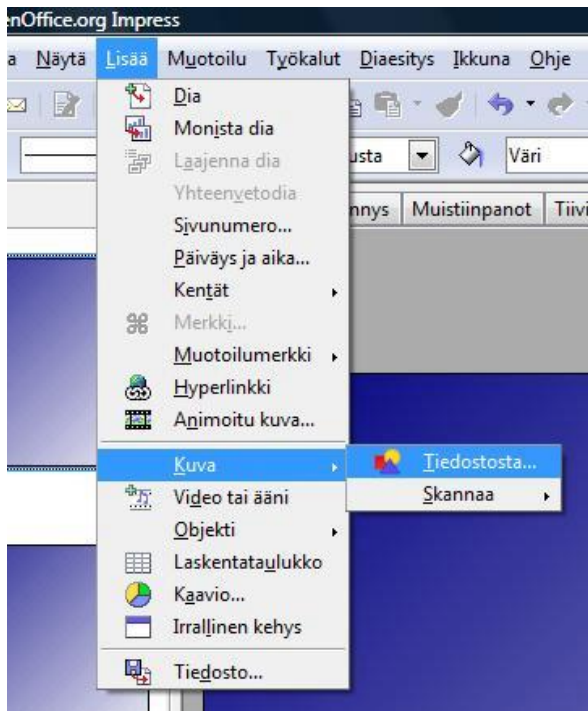 enOffice.org Impress
a Näytä Lisää Muotoilu Työkalut Diaesitys Ikkuna Ohje
usta Väri
nnys Muistiinpanot Tiivi
Dia
Monista dia
Laajenna dia
Yhteenvetodia
Sivunumero...
Päiväys ja aika...
Kentät
Merkki...
Muotoilumerkki
Hyperlinkki
Animoitu kuva...
Kuva
Tiedostosta...
Video tai ääni
Skannaa
Objekti
Laskentataulukko
Kaavio...
Irrallinen kehys
Tiedosto...